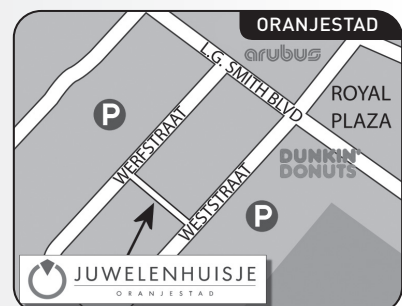 ORANJESTAD
arubus
L.G. SMITH BLVD
ROYAL
PLAZA
P
WERFSTRAAT
DUNKIN'
DONUTS
WESTSTRAAT
P
JUWELENHUISJE
ORANJESTAD